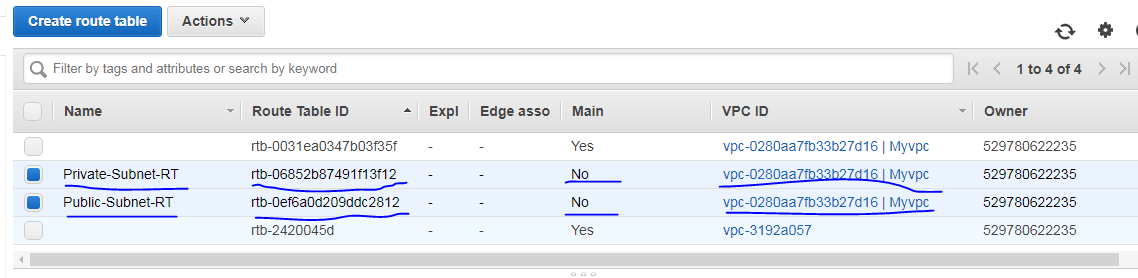 Create route table Actions
Filter by tags and attributes or search by keyword 1 to 4 of 4
Name Route Table ID Expl Edge asso Main VPC ID Owner
rtb-0031ea0347b03f35f - - Yes vpc-0280aa7fb33b27d16 | Myvpc 529780622235
Private-Subnet-RT rtb-06852b87491f13f12 - - No vpc-0280aa7fb33b27d16 | Myvpc 529780622235
Public-Subnet-RT rtb-0ef6a0d209ddc2812 - - No vpc-0280aa7fb33b27d16 | Myvpc 529780622235
rtb-2420045d - - Yes vpc-3192a057 529780622235